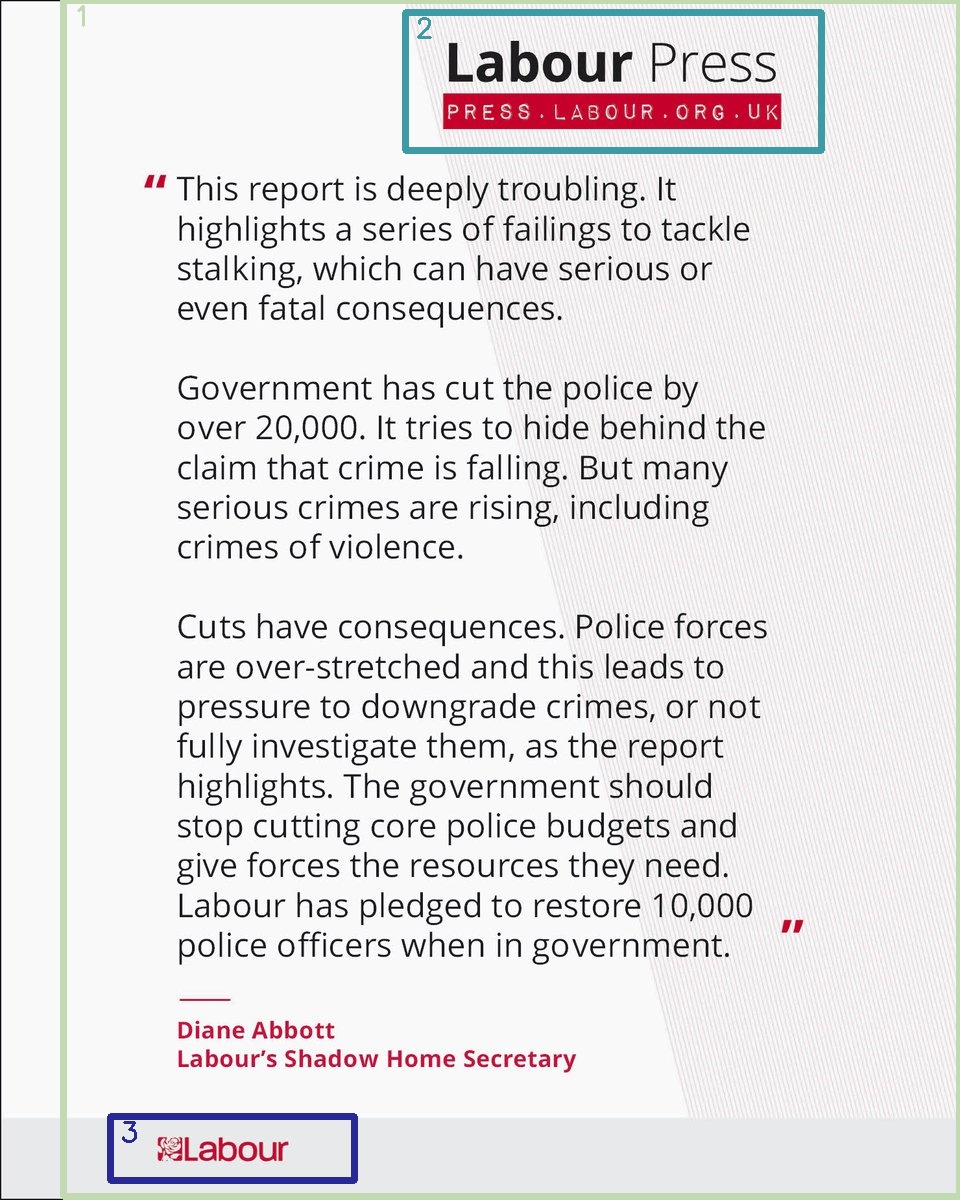 Labour Press
PRESS.LABOUR.ORG.UK
“ This report is deeply troubling. It
highlights a series of failings to tackle
stalking, which can have serious or
even fatal consequences.
Government has cut the police by
over 20,000. It tries to hide behind the
claim that crime is falling. But many
serious crimes are rising, including
crimes of violence.
Cuts have consequences. Police forces
are over-stretched and this leads to
pressure to downgrade crimes, or not
fully investigate them, as the report
highlights. The government should
stop cutting core police budgets and
give forces the resources they need.
Labour has pledged to restore 10,000
police officers when in government. ”
Diane Abbott
Labour’s Shadow Home Secretary
Labour
1
2
3